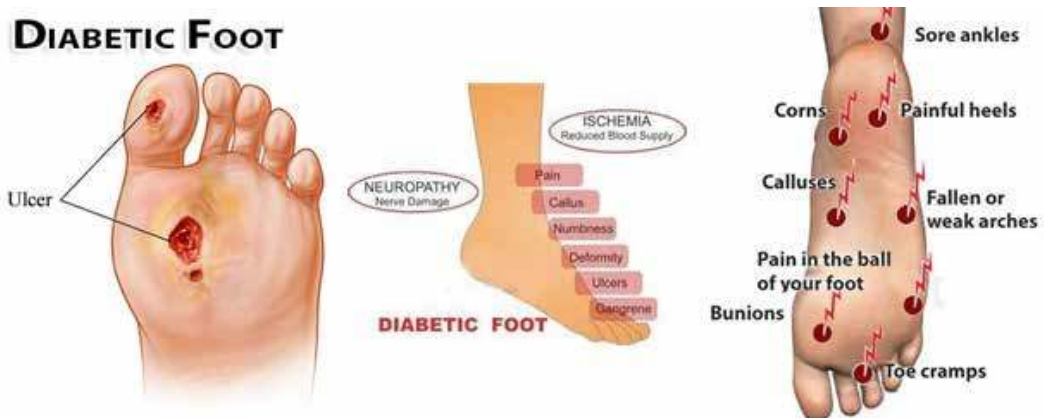 DIABETIC FOOT
Ulcer
ISCHEMIA
Reduced Blood Supply
NEUROPATHY
Nerve Damage
Pain
Callus
Numbness
Deformity
Ulcers
Gangrene
DIABETIC FOOT
Sore ankles
Corns
Painful heels
Calluses
Fallen or
weak arches
Pain in the ball
of your foot
Bunions
Toe cramps